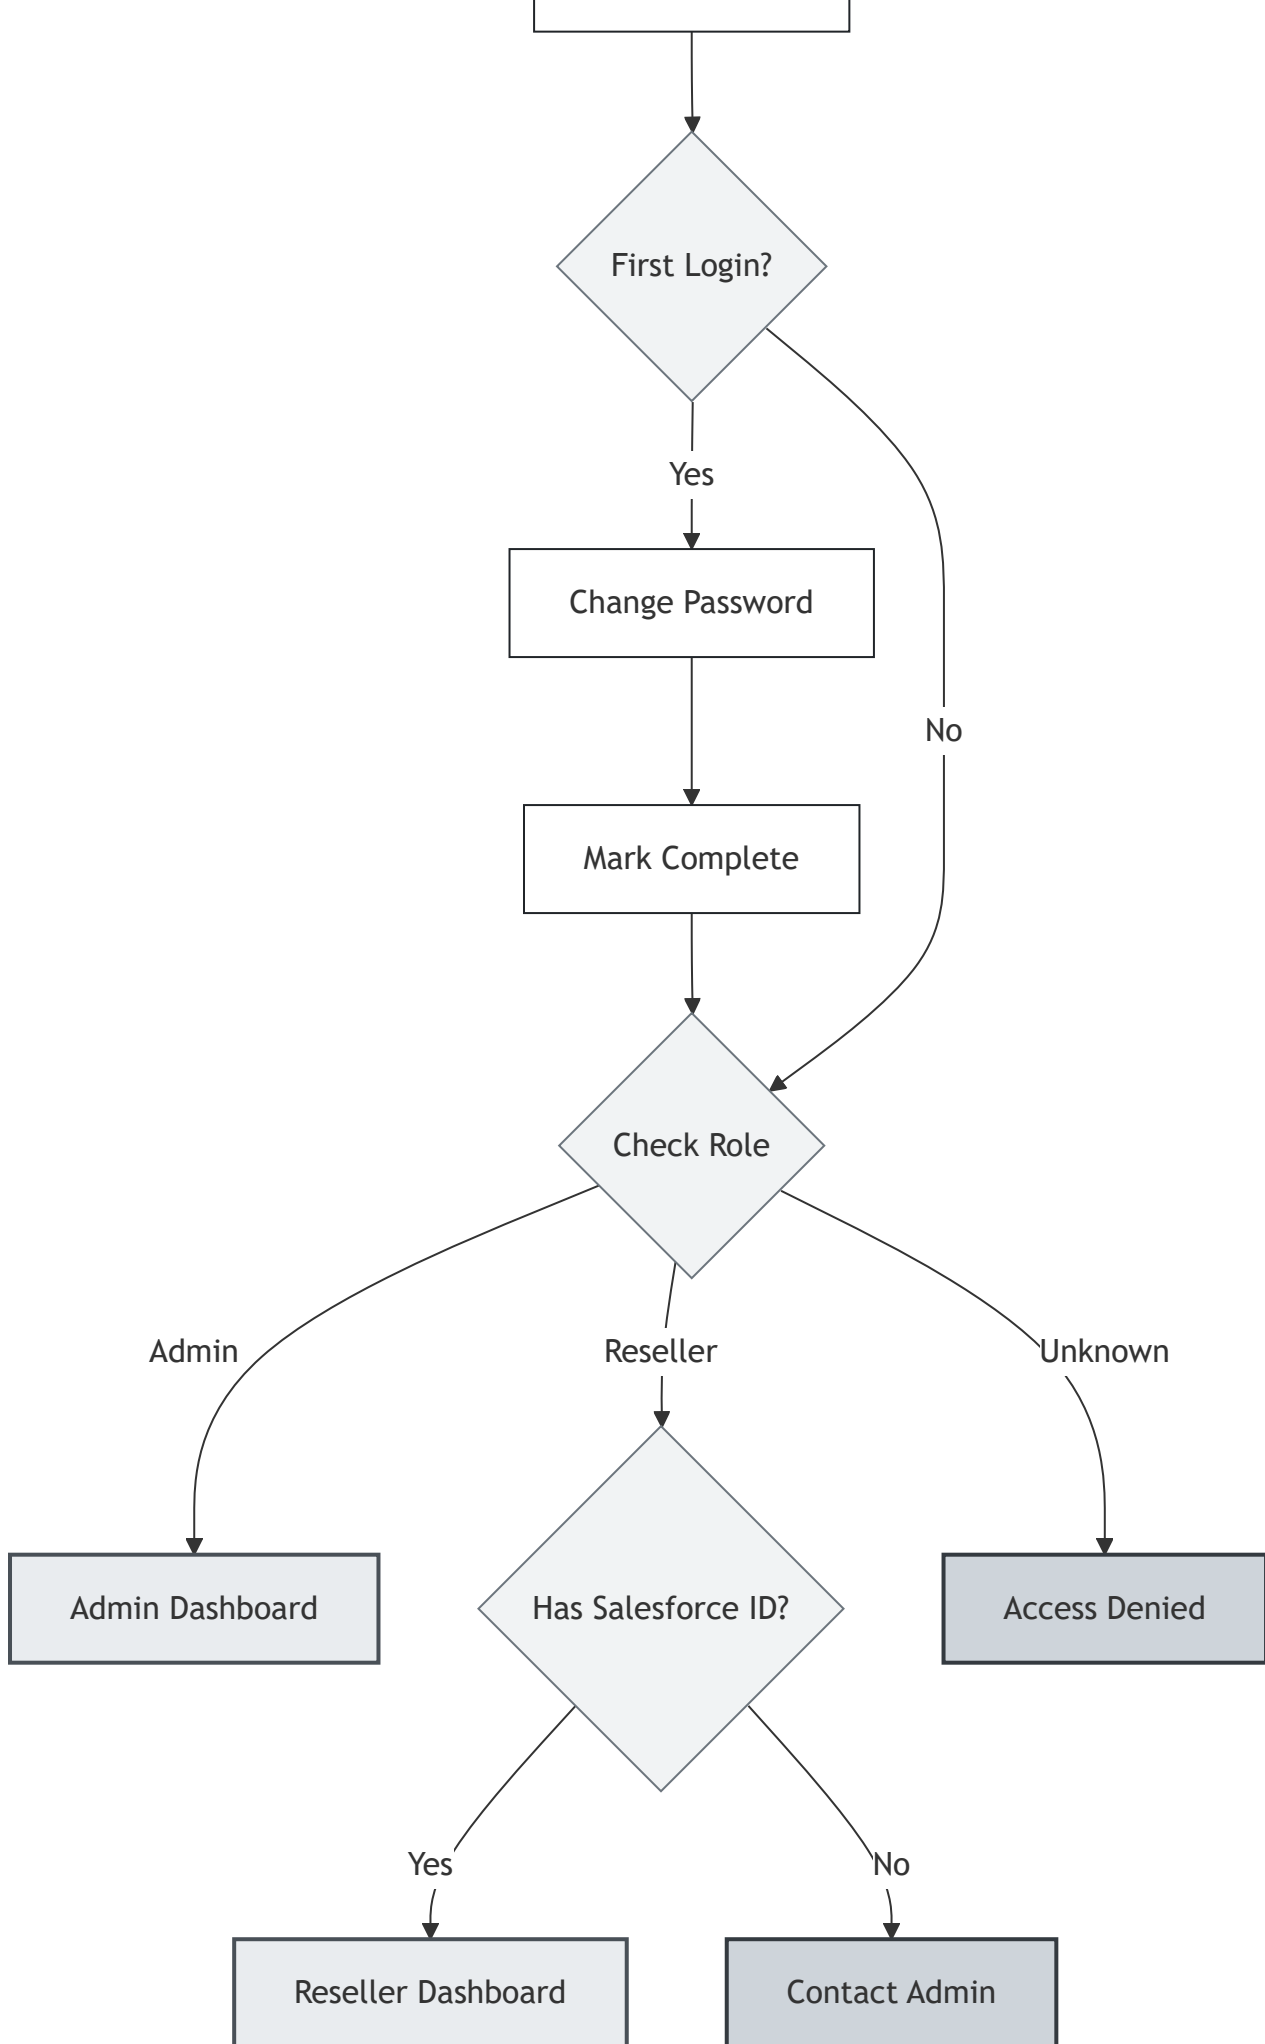 First Login?
Yes
Change Password
No
Mark Complete
Check Role
Admin
Reseller
Unknown
Admin Dashboard
Has Salesforce ID?
Access Denied
Yes
No
Reseller Dashboard
Contact Admin